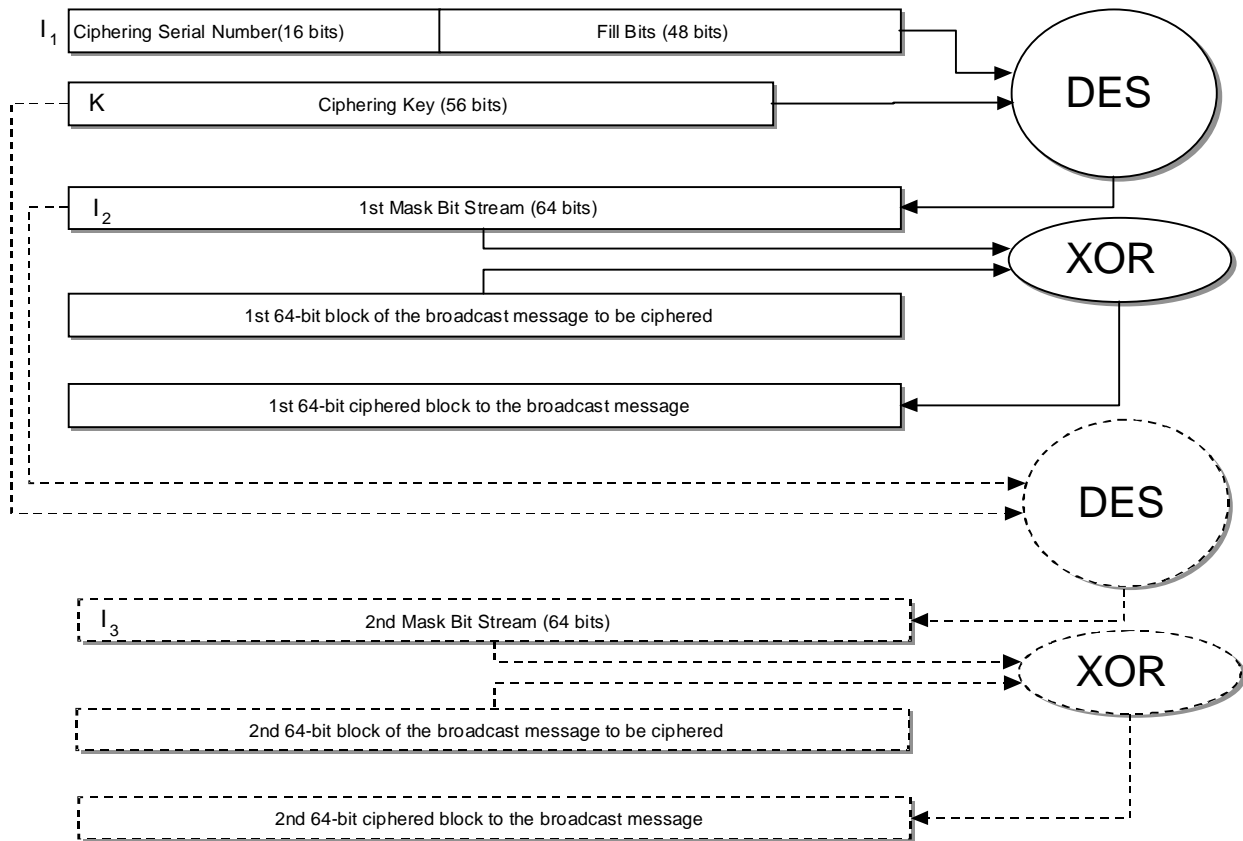 I1 Ciphering Serial Number(16 bits) Fill Bits (48 bits)
DES
K Ciphering Key (56 bits)
I2 1st Mask Bit Stream (64 bits)
XOR
1st 64-bit block of the broadcast message to be ciphered
1st 64-bit ciphered block to the broadcast message
DES
I3 2nd Mask Bit Stream (64 bits)
XOR
2nd 64-bit block of the broadcast message to be ciphered
2nd 64-bit ciphered block to the broadcast message